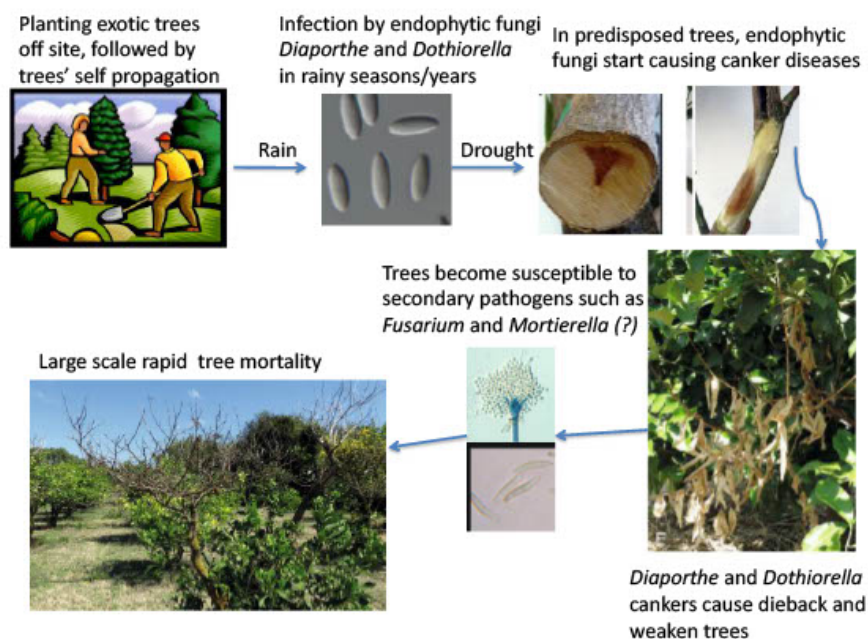 Planting exotic trees
off site, followed by
trees' self propagation
Infection by endophytic fungi
Diaporthe and Dothiorella
in rainy seasons/years
In predisposed trees, endophytic
fungi start causing canker diseases
Rain
Drought
Trees become susceptible to
secondary pathogens such as
Fusarium and Mortierella (?)
Large scale rapid  tree mortality
Diaporthe and Dothiorella
cankers cause dieback and
weaken trees